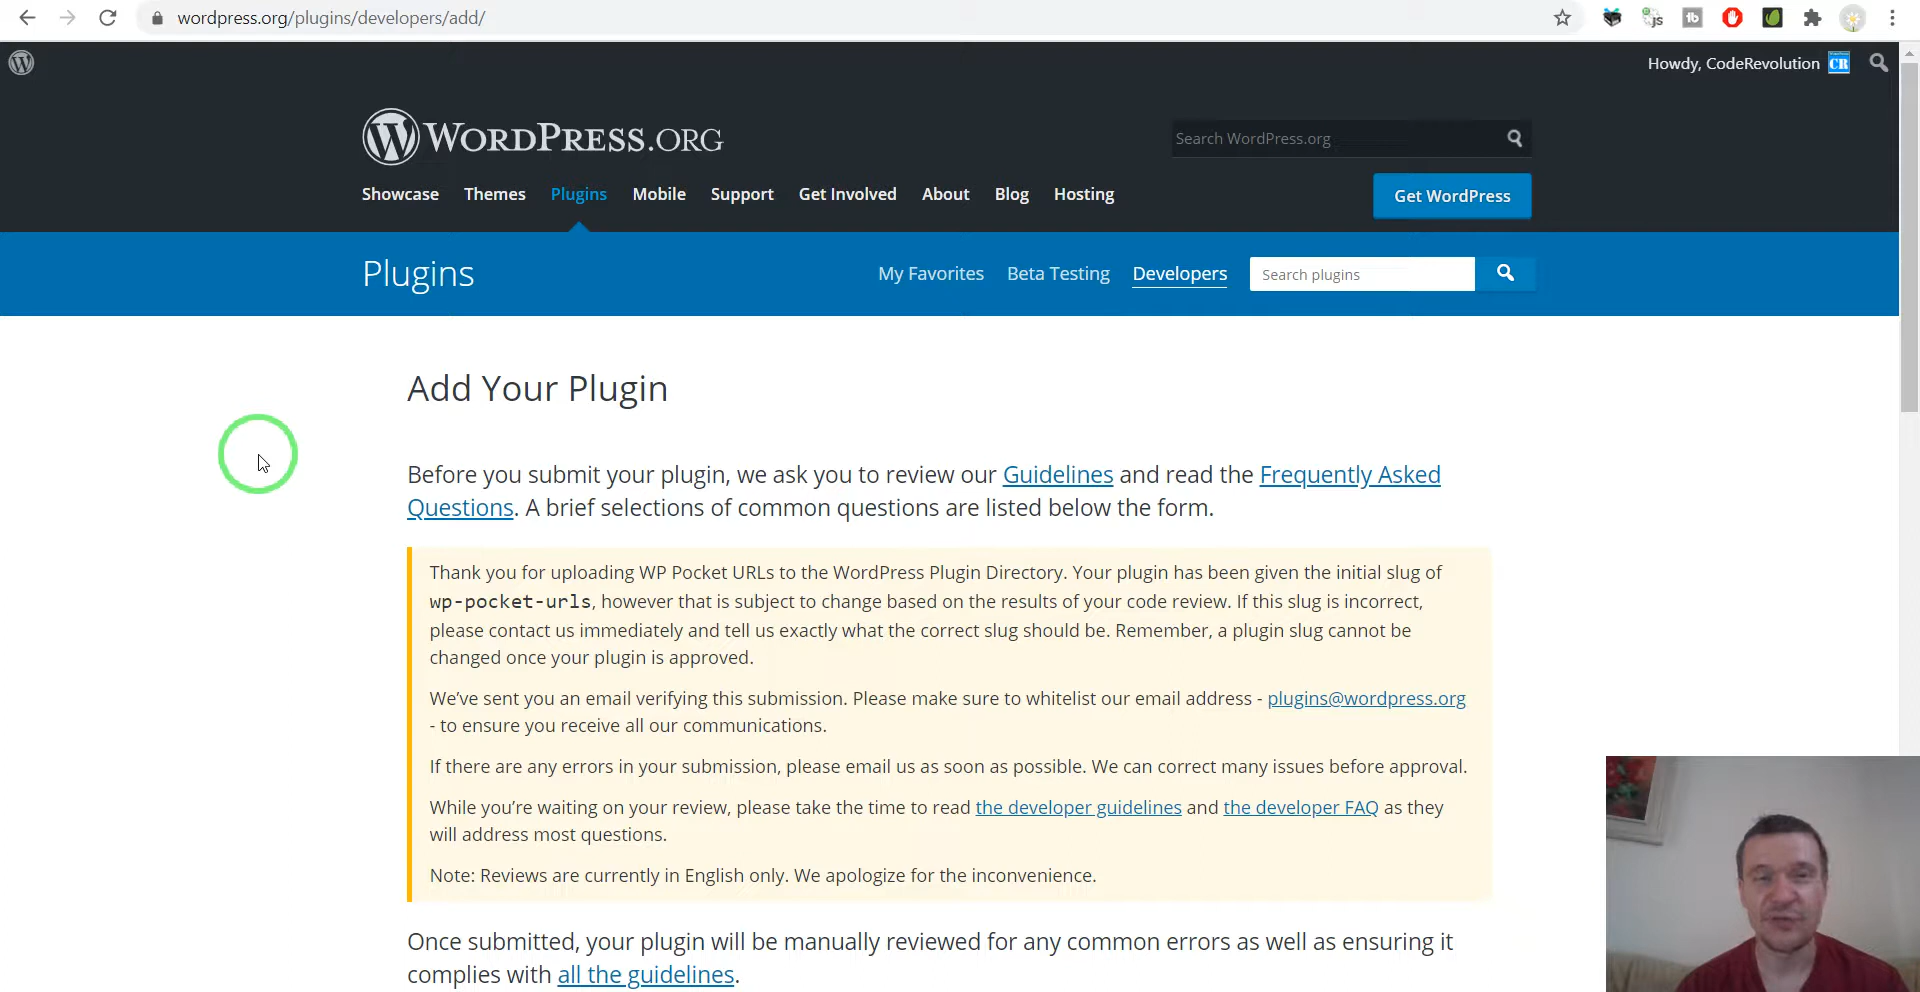 wordpress.org/plugins/developers/add/
Howdy, CodeRevolution CR
WORDPRESS.ORG
Search WordPress.org
Showcase Themes Plugins Mobile Support Get Involved About Blog Hosting
Get WordPress
Plugins
My Favorites Beta Testing Developers
Search plugins
Add Your Plugin
Before you submit your plugin, we ask you to review our Guidelines and read the Frequently Asked
Questions. A brief selections of common questions are listed below the form.
Thank you for uploading WP Pocket URLs to the WordPress Plugin Directory. Your plugin has been given the initial slug of
wp-pocket-urls, however that is subject to change based on the results of your code review. If this slug is incorrect,
please contact us immediately and tell us exactly what the correct slug should be. Remember, a plugin slug cannot be
changed once your plugin is approved.
We've sent you an email verifying this submission. Please make sure to whitelist our email address - plugins@wordpress.org
- to ensure you receive all our communications.
If there are any errors in your submission, please email us as soon as possible. We can correct many issues before approval.
While you're waiting on your review, please take the time to read the developer guidelines and the developer FAQ as they
will address most questions.
Note: Reviews are currently in English only. We apologize for the inconvenience.
Once submitted, your plugin will be manually reviewed for any common errors as well as ensuring it
complies with all the guidelines.